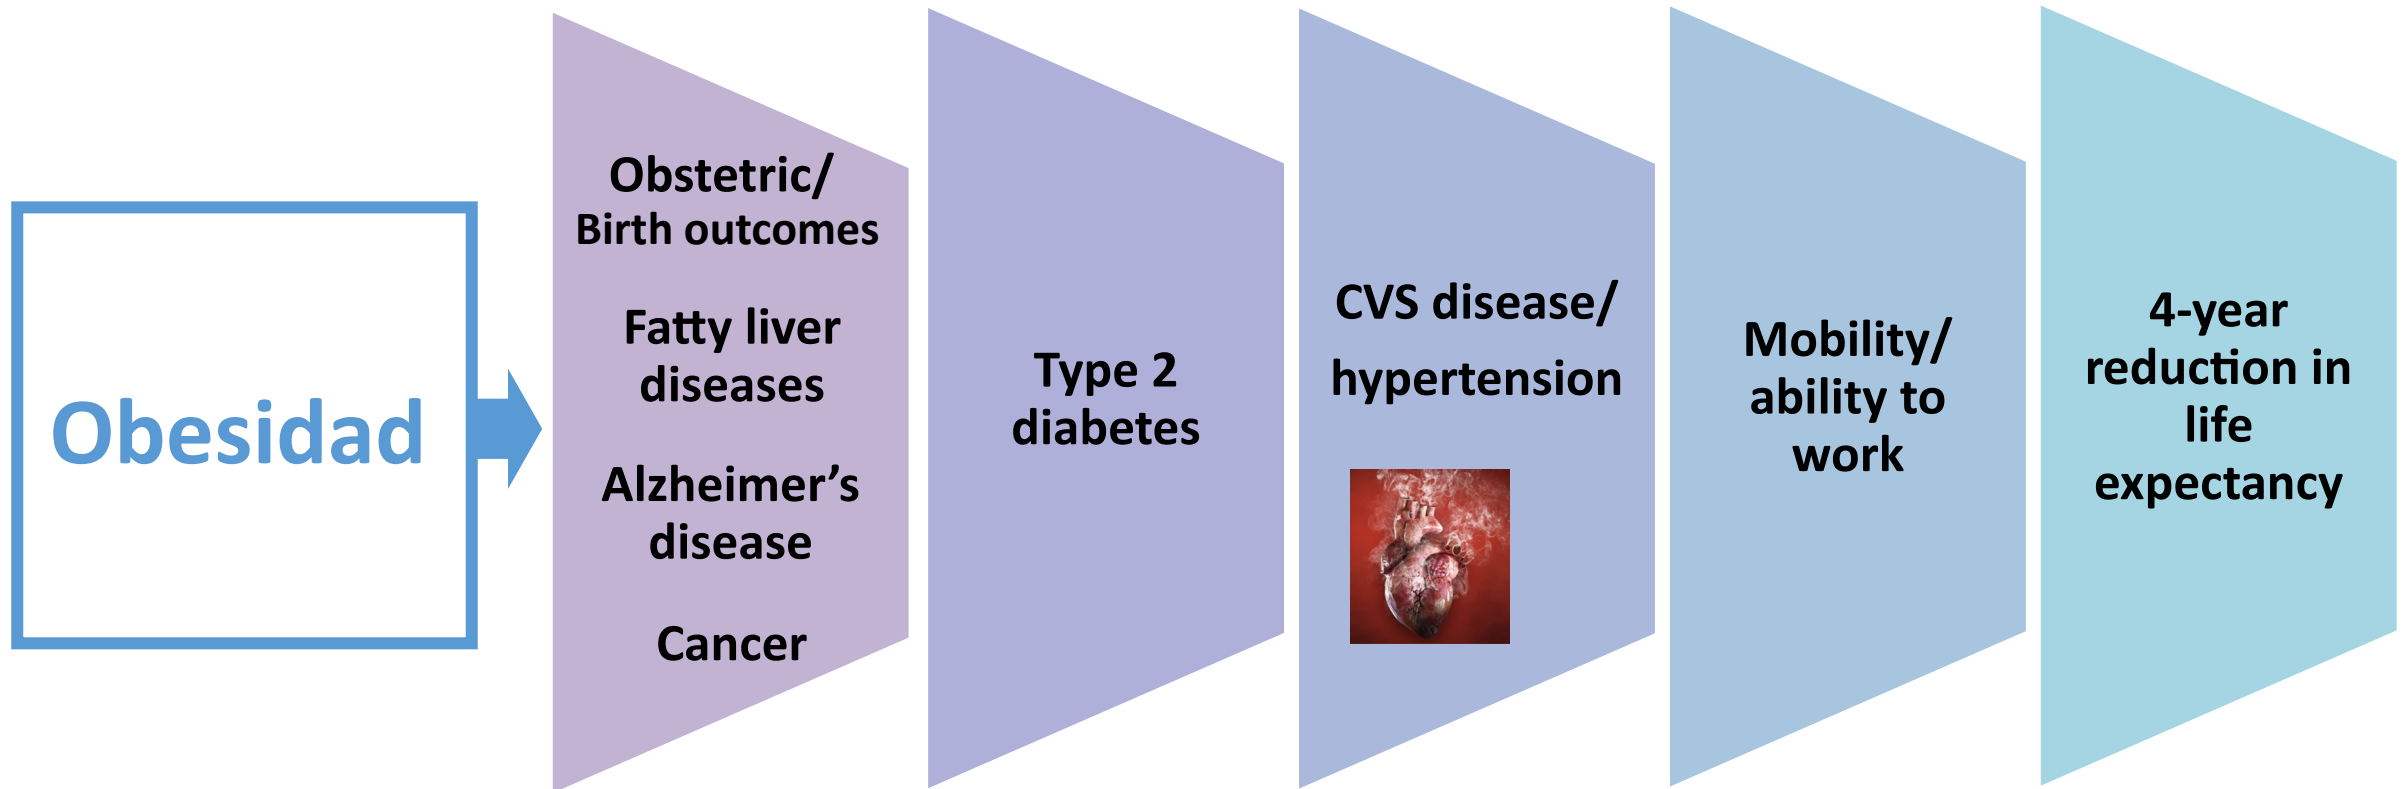 Obesidad
Obstetric/
Birth outcomes
Fatty liver
diseases
Alzheimer’s
disease
Cancer
Type 2
diabetes
CVS disease/
hypertension
Mobility/
ability to
work
4-year
reduction in
life
expectancy